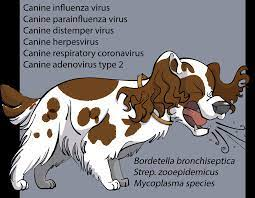 Canine influenza virus
Canine parainfluenza virus
Canine distemper virus
Canine herpesvirus
Canine respiratory coronavirus
Canine adenovirus type 2
Bordetella bronchiseptica
Strep. zooepidemicus
Mycoplasma species